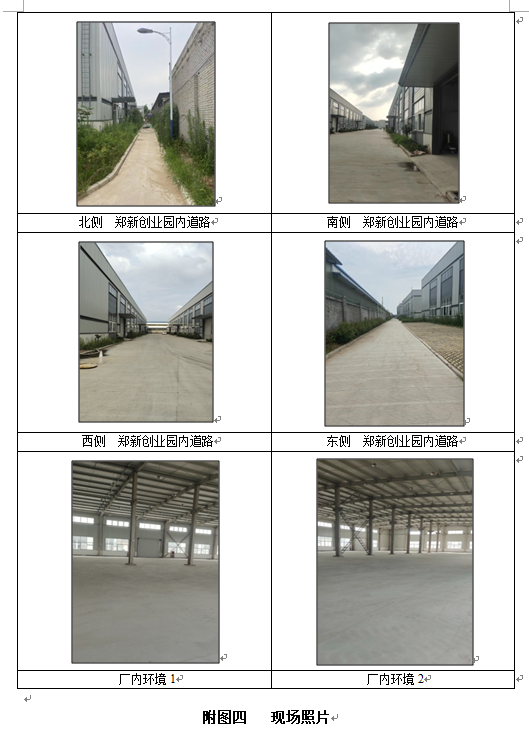 北侧　郑新创业园内道路
南侧　郑新创业园内道路
西侧　郑新创业园内道路
东侧　郑新创业园内道路
厂内环境 1
厂内环境 2
附图四　现场照片